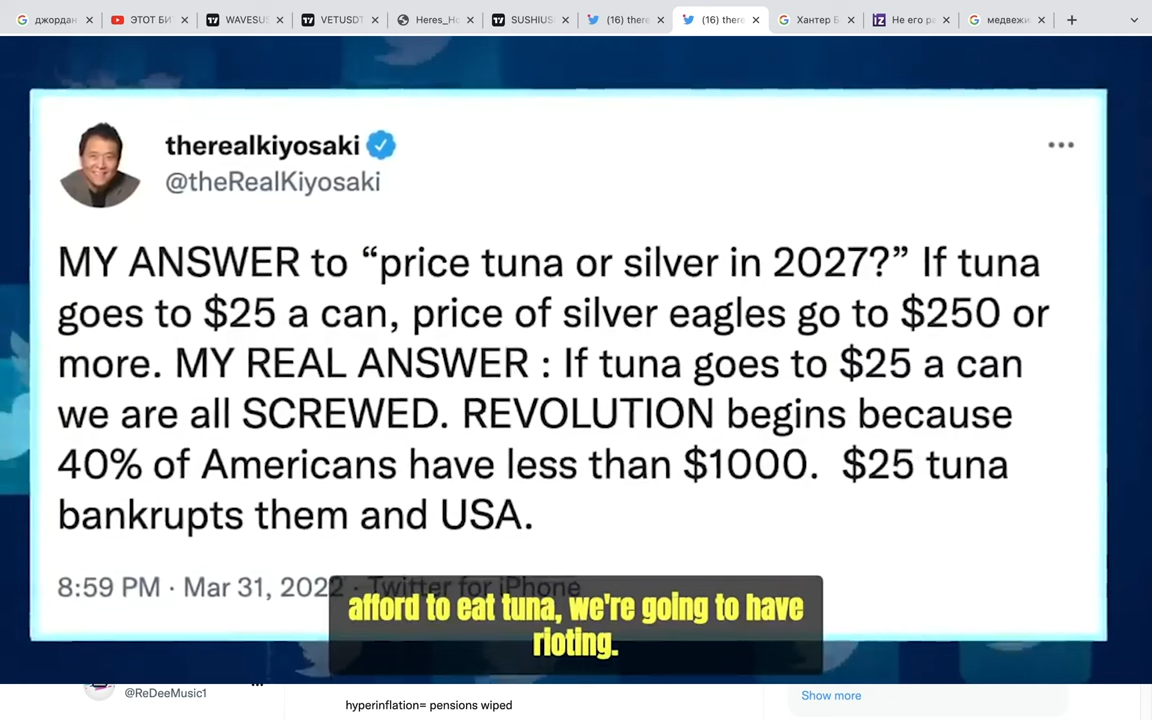 джордан
ЭТОТ БИ
WAVESUS
VETUSDT
Heres_Ho
SUSHIUS
(16) there
(16) there
Хантер Б
Не его ра
медвежи
therealkiyosaki
@theRealKiyosaki
MY ANSWER to “price tuna or silver in 2027?” If tuna
goes to $25 a can, price of silver eagles go to $250 or
more. MY REAL ANSWER : If tuna goes to $25 a can
we are all SCREWED. REVOLUTION begins because
40% of Americans have less than $1000. $25 tuna
bankrupts them and USA.
8:59 PM · Mar 31, 2022 · Twitter for iPhone
afford to eat tuna, we're going to have
rioting.
@ReDeeMusic1
hyperinflation= pensions wiped
Show more